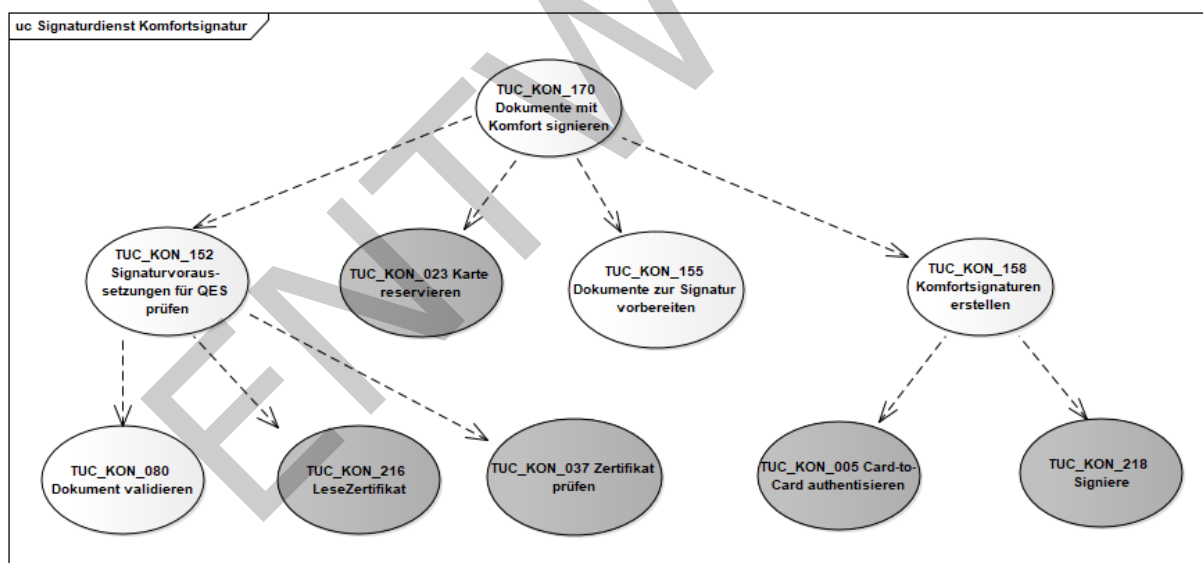 uc Signaturdienst Komfortsignatur
TUC_KON_170
Dokumente mit
Komfort signieren
TUC_KON_152
Signaturvoraus-
setzungen für QES
prüfen
TUC_KON_023 Karte
reservieren
TUC_KON_155
Dokumente zur Signatur
vorbereiten
TUC_KON_158
Komfortsignaturen
erstellen
TUC_KON_080
Dokument validieren
TUC_KON_216
LeseZertifikat
TUC_KON_037 Zertifikat
prüfen
TUC_KON_005 Card-to-
Card authentisieren
TUC_KON_218
Signiere
ENTW